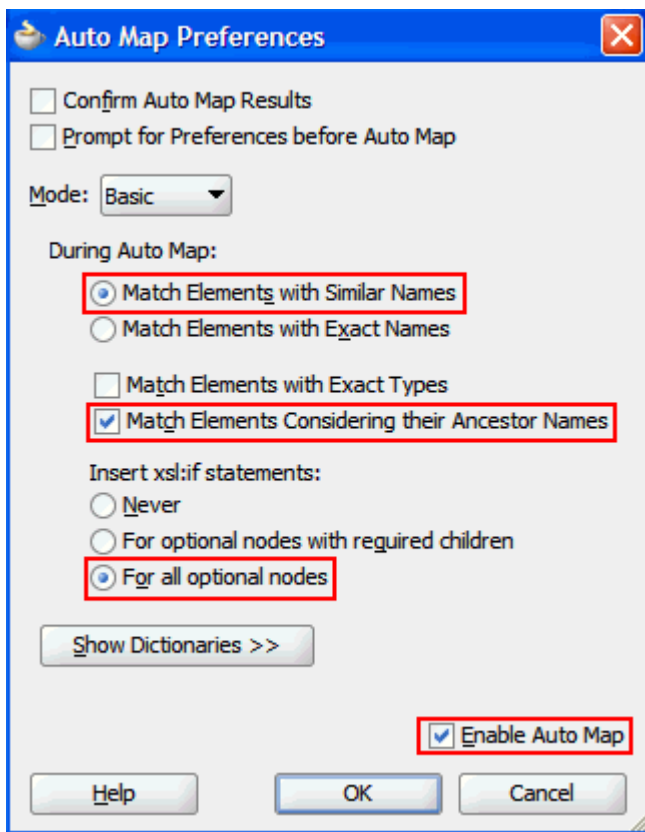 Auto Map Preferences
Confirm Auto Map Results
Prompt for Preferences before Auto Map
Mode: Basic
During Auto Map:
Match Elements with Similar Names
Match Elements with Exact Names
Match Elements with Exact Types
Match Elements Considering their Ancestor Names
Insert xsl:if statements:
Never
For optional nodes with required children
For all optional nodes
Show Dictionaries >>
Enable Auto Map
Help OK Cancel